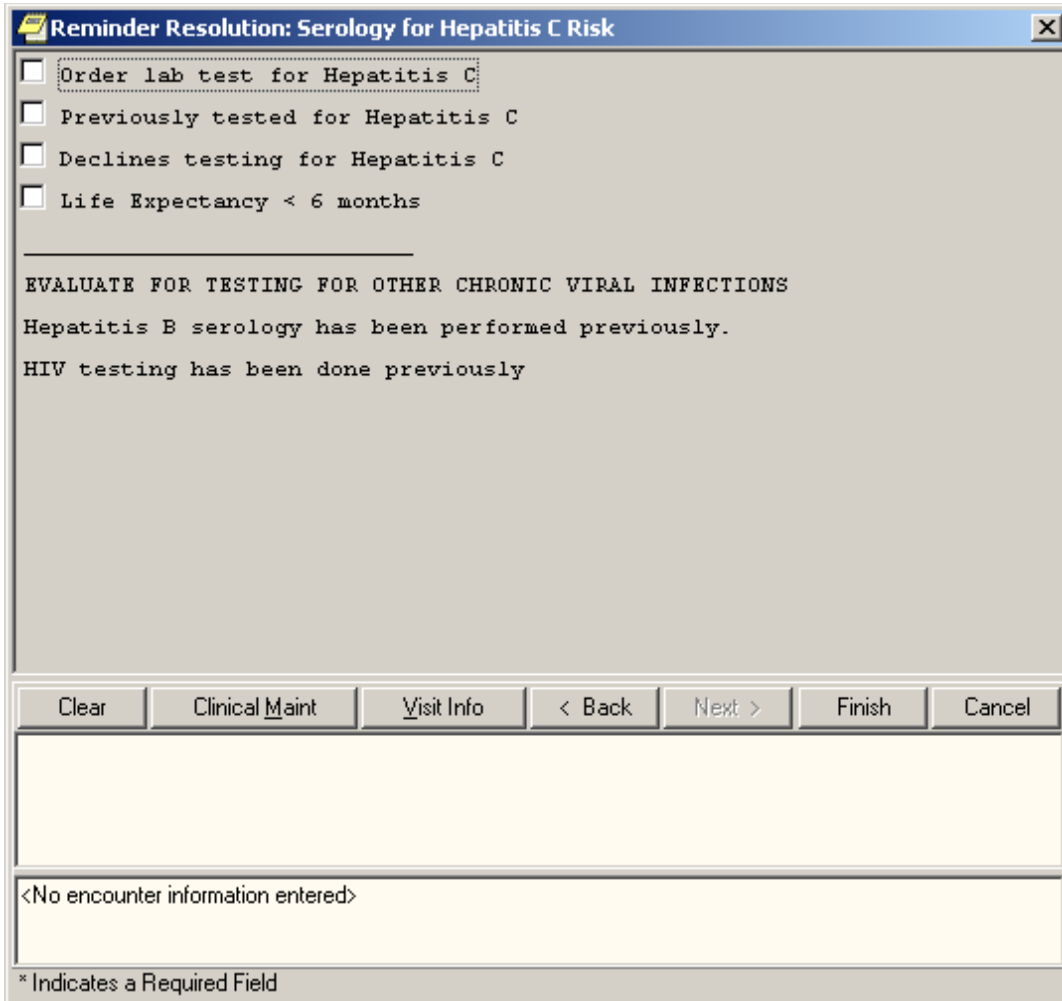 Reminder Resolution: Serology for Hepatitis C Risk
Order lab test for Hepatitis C
Previously tested for Hepatitis C
Declines testing for Hepatitis C
Life Expectancy < 6 months
EVALUATE FOR TESTING FOR OTHER CHRONIC VIRAL INFECTIONS
Hepatitis B serology has been performed previously.
HIV testing has been done previously
Clear Clinical Maint Visit Info < Back Next > Finish Cancel
<No encounter information entered>
* Indicates a Required Field